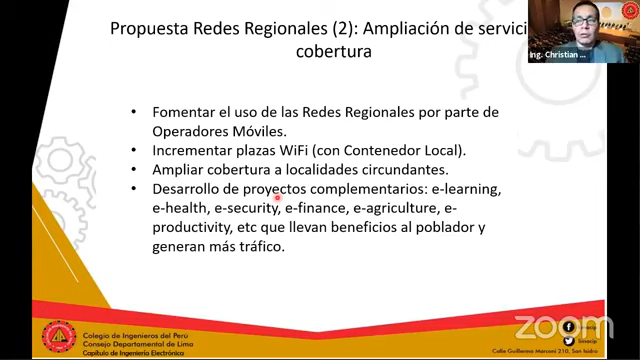 Propuesta Redes Regionales (2): Ampliación de servici
cobertura
Ing. Christian
• Fomentar el uso de las Redes Regionales por parte de
Operadores Móviles.
• Incrementar plazas WiFi (con Contenedor Local).
• Ampliar cobertura a localidades circundantes.
• Desarrollo de proyectos complementarios: e-learning,
e-health, e-security, e-finance, e-agriculture, e-
productivity, etc que llevan beneficios al poblador y
generan más tráfico.
Colegio de Ingenieros del Perú
Consejo Departamental de Lima
Capítulo de Ingeniería Electrónica
zoom
Calle Guillermo Marconi 210, San Isidro